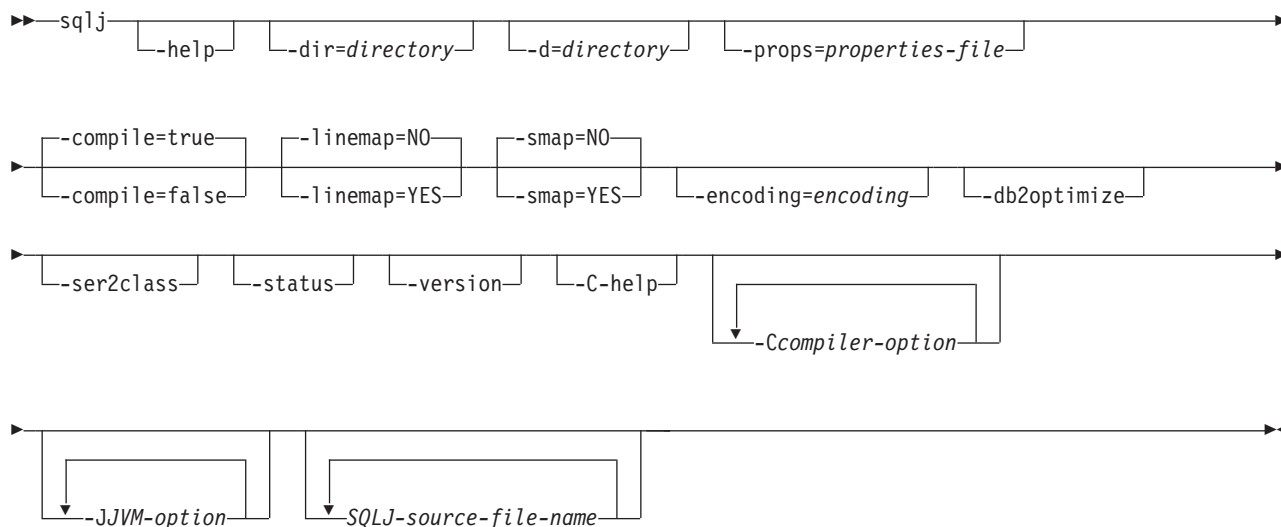 sqlj
-help -dir=directory -d=directory -props=properties-file
-compile=true -linemap=NO -smap=NO
-compile=false -linemap=YES -smap=YES -encoding=encoding -db2optimize
-ser2class -status -version -C-help
-Ccompiler-option
-JJVM-option SQLJ-source-file-name